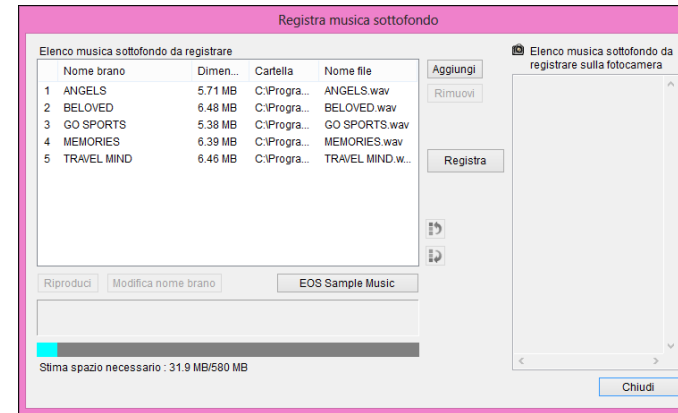 Registra musica sottofondo
Elenco musica sottofondo da registrare
Nome brano Dimen... Cartella Nome file
1 ANGELS 5.71 MB C:\Progra... ANGELS.wav
2 BELOVED 6.48 MB C:\Progra... BELOVED.wav
3 GO SPORTS 5.38 MB C:\Progra... GO SPORTS.wav
4 MEMORIES 6.39 MB C:\Progra... MEMORIES.wav
5 TRAVEL MIND 6.46 MB C:\Progra... TRAVEL MIND.w...
Riproduci Modifica nome brano EOS Sample Music
Stima spazio necessario : 31.9 MB/580 MB
Aggiungi
Rimuovi
Registra
Elenco musica sottofondo da
registrare sulla fotocamera
Chiudi